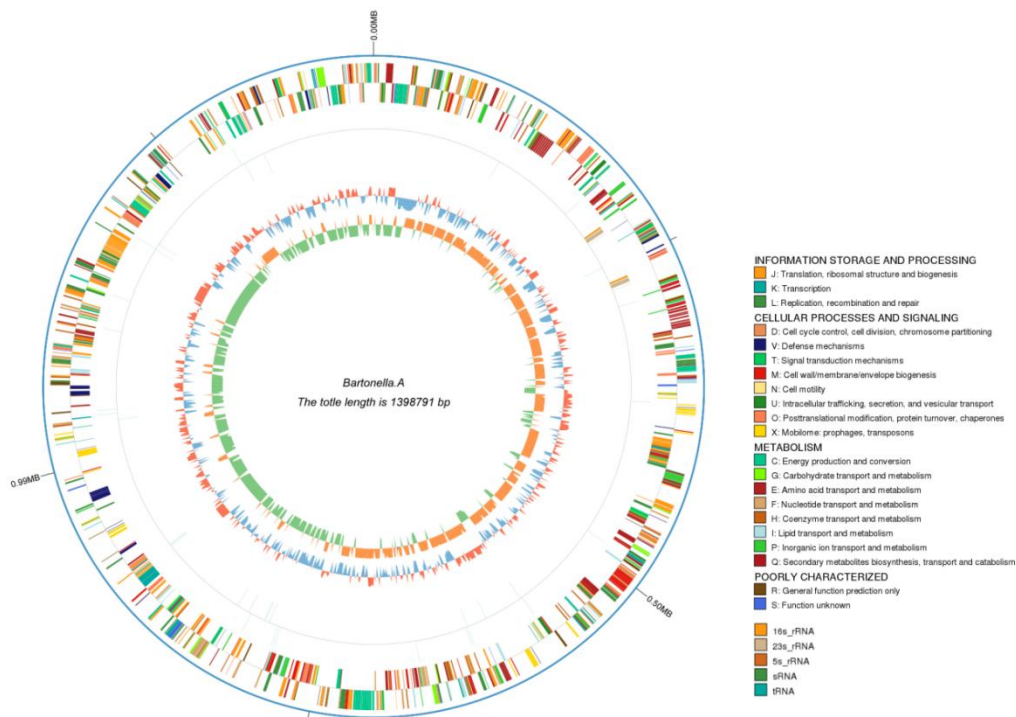 0.00MB
Bartonella.A
The totle length is 1398791 bp
0.99MB
0.50MB
INFORMATION STORAGE AND PROCESSING
J: Translation, ribosomal structure and biogenesis
K: Transcription
L: Replication, recombination and repair
CELLULAR PROCESSES AND SIGNALING
D: Cell cycle control, cell division, chromosome partitioning
V: Defense mechanisms
T: Signal transduction mechanisms
M: Cell wall/membrane/envelope biogenesis
N: Cell motility
U: Intracellular trafficking, secretion, and vesicular transport
O: Posttranslational modification, protein turnover, chaperones
X: Mobilome: prophages, transposons
METABOLISM
C: Energy production and conversion
G: Carbohydrate transport and metabolism
E: Amino acid transport and metabolism
F: Nucleotide transport and metabolism
H: Coenzyme transport and metabolism
I: Lipid transport and metabolism
P: Inorganic ion transport and metabolism
Q: Secondary metabolites biosynthesis, transport and catabolism
POORLY CHARACTERIZED
R: General function prediction only
S: Function unknown
16s_rRNA
23s_rRNA
5s_rRNA
sRNA
tRNA